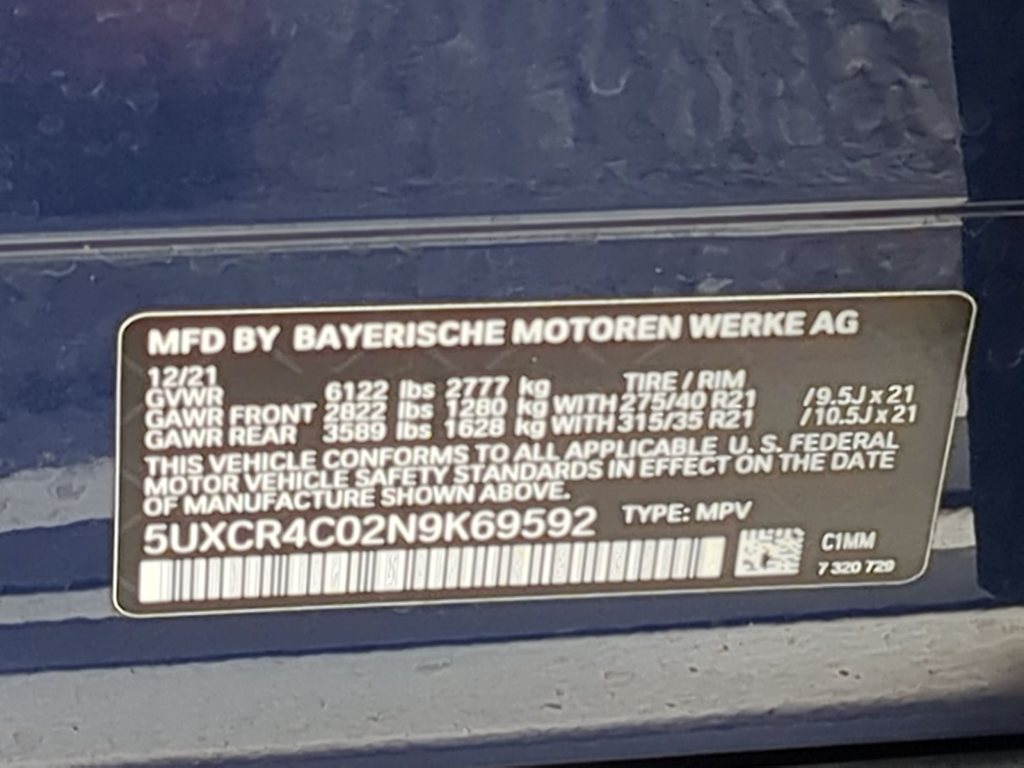 MFD BY BAYERISCHE MOTOREN WERKE AG
12/21 TIRE / RIM
GVWR 6122 lbs 2777 kg
GAWR FRONT 2822 lbs 1280 kg WITH 275/40 R21 /9.5J x 21
GAWR REAR 3589 lbs 1628 kg WITH 315/35 R21 /10.5J x 21
THIS VEHICLE CONFORMS TO ALL APPLICABLE U. S. FEDERAL
MOTOR VEHICLE SAFETY STANDARDS IN EFFECT ON THE DATE
OF MANUFACTURE SHOWN ABOVE.
5UXCR4C02N9K69592 TYPE: MPV
C1MM
7 320 729